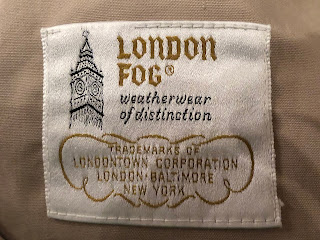 LONDON
FOG®
weatherwear
of distinction
TRADEMARKS OF
LONDONTOWN CORPORATION
LONDON·BALTIMORE
NEW YORK